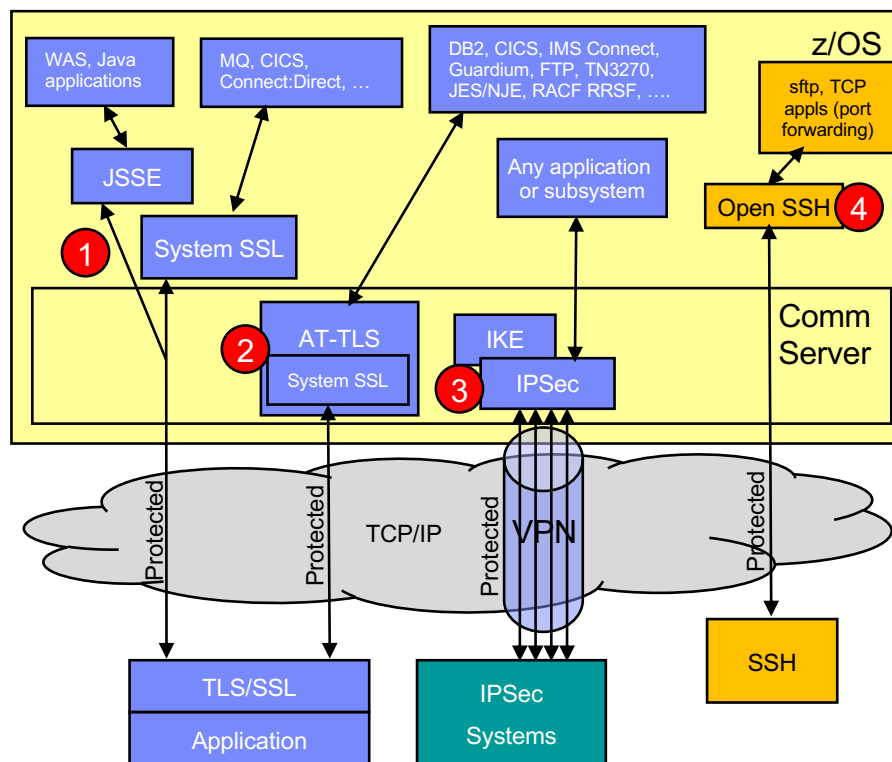 z/OS
WAS, Java
applications
MQ, CICS,
Connect:Direct, …
DB2, CICS, IMS Connect,
Guardium, FTP, TN3270,
JES/NJE, RACF RRSF, ….
sftp, TCP
appls (port
forwarding)
JSSE
Any application
or subsystem
Open SSH
4
1
System SSL
Comm
Server
AT-TLS
2
System SSL
IKE
3
IPSec
Protected
Protected
TCP/IP
Protected
VPN
Protected
TLS/SSL
Application
IPSec
Systems
SSH